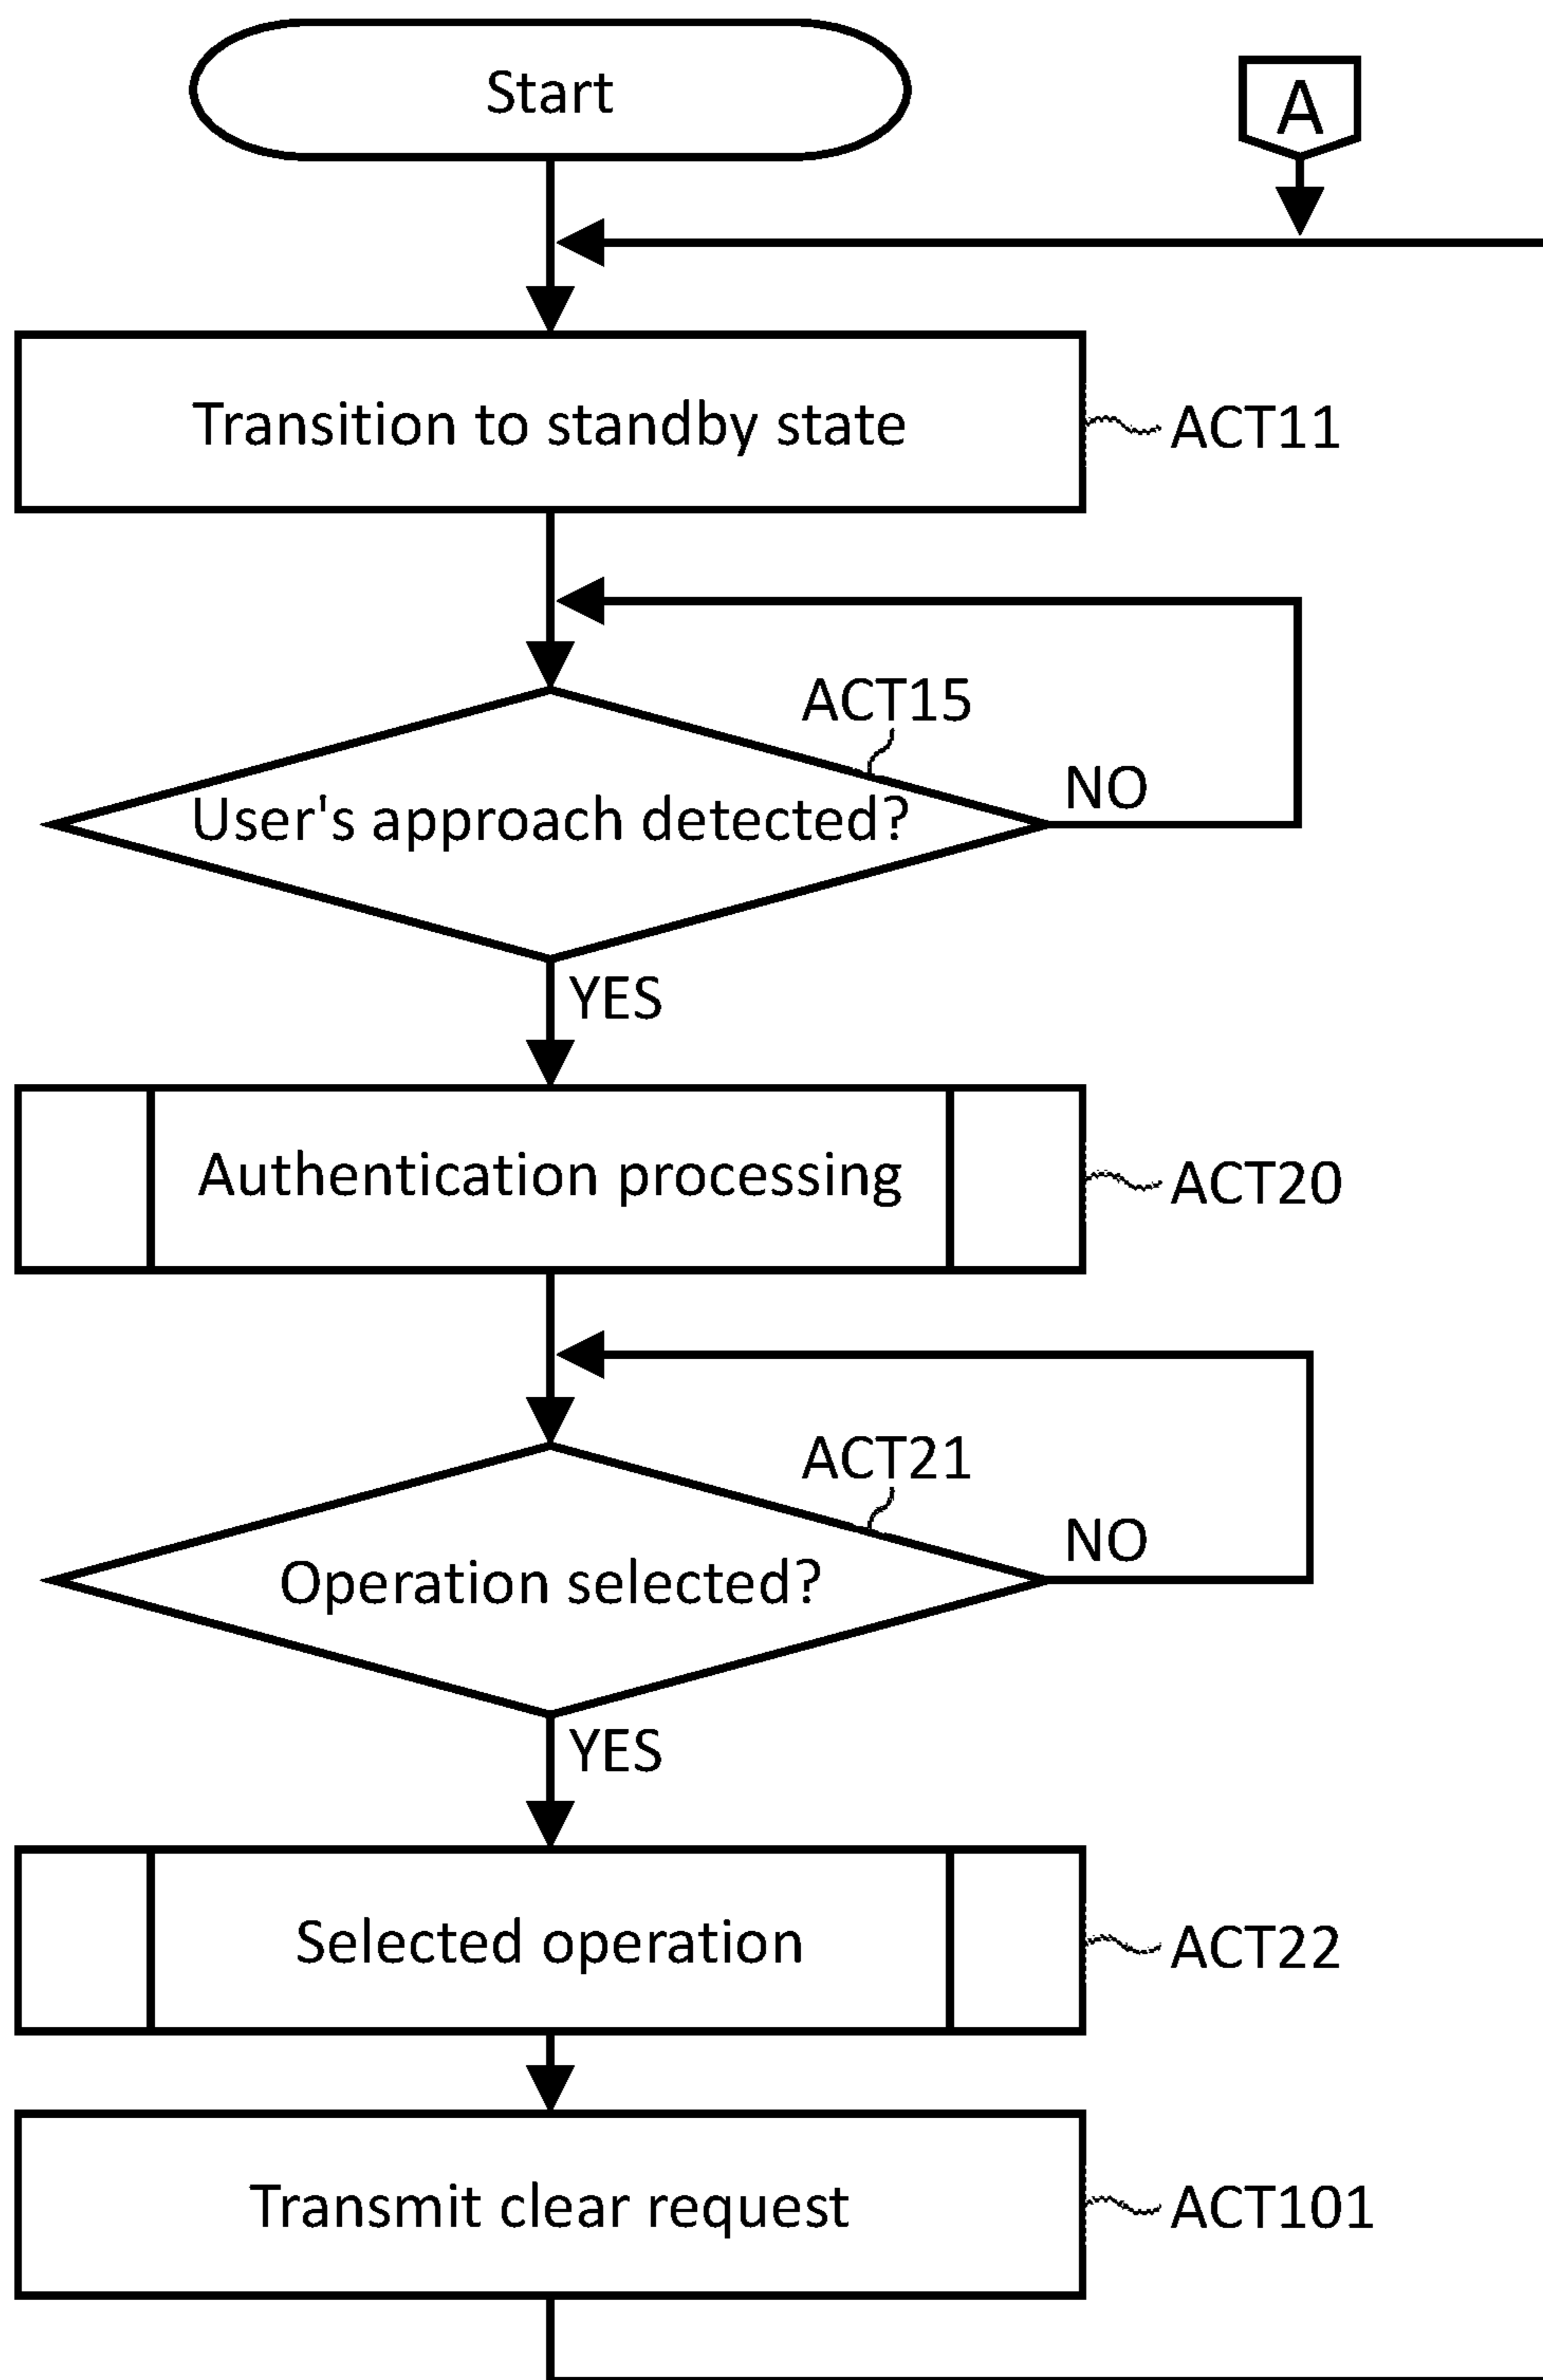 Start
A
Transition to standby state
ACT11
ACT15
User's approach detected?
NO
YES
Authentication processing
ACT20
ACT21
Operation selected?
NO
YES
Selected operation
ACT22
Transmit clear request
ACT101